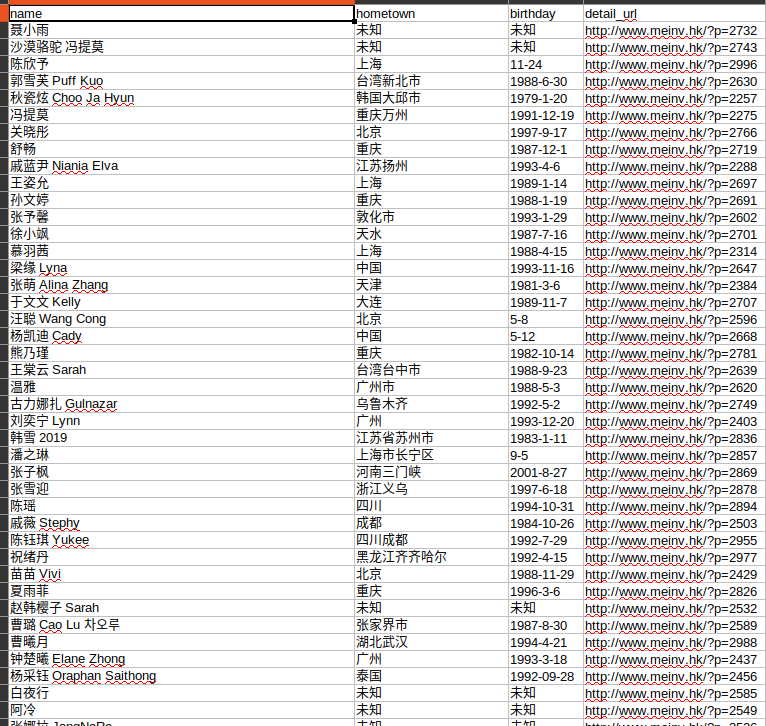 name hometown birthday detail_url
聂小雨 未知 未知 http://www.meinv.hk/?p=2732
沙漠骆驼 冯提莫 未知 未知 http://www.meinv.hk/?p=2743
陈欣予 上海 11-24 http://www.meinv.hk/?p=2996
郭雪芙 Puff Kuo 台湾新北市 1988-6-30 http://www.meinv.hk/?p=2630
秋瓷炫 Choo Ja Hyun 韩国大邱市 1979-1-20 http://www.meinv.hk/?p=2257
冯提莫 重庆万州 1991-12-19 http://www.meinv.hk/?p=2275
关晓彤 北京 1997-9-17 http://www.meinv.hk/?p=2766
舒畅 重庆 1987-12-1 http://www.meinv.hk/?p=2719
戚蓝尹 Niania Elva 江苏扬州 1993-4-6 http://www.meinv.hk/?p=2288
王姿允 上海 1989-1-14 http://www.meinv.hk/?p=2697
孙文婷 重庆 1988-1-19 http://www.meinv.hk/?p=2691
张予馨 敦化市 1993-1-29 http://www.meinv.hk/?p=2602
徐小飒 天水 1987-7-16 http://www.meinv.hk/?p=2701
慕羽茜 上海 1988-4-15 http://www.meinv.hk/?p=2314
梁缘 Lyna 中国 1993-11-16 http://www.meinv.hk/?p=2647
张萌 Alina Zhang 天津 1981-3-6 http://www.meinv.hk/?p=2384
于文文 Kelly 大连 1989-11-7 http://www.meinv.hk/?p=2707
汪聪 Wang Cong 北京 5-8 http://www.meinv.hk/?p=2596
杨凯迪 Cady 中国 5-12 http://www.meinv.hk/?p=2668
熊乃瑾 重庆 1982-10-14 http://www.meinv.hk/?p=2781
王棠云 Sarah 台湾台中市 1988-9-23 http://www.meinv.hk/?p=2639
温雅 广州市 1988-5-3 http://www.meinv.hk/?p=2620
古力娜扎 Gulnazar 乌鲁木齐 1992-5-2 http://www.meinv.hk/?p=2749
刘奕宁 Lynn 广州 1993-12-20 http://www.meinv.hk/?p=2403
韩雪 2019 江苏省苏州市 1983-1-11 http://www.meinv.hk/?p=2836
潘之琳 上海市长宁区 9-5 http://www.meinv.hk/?p=2857
张子枫 河南三门峡 2001-8-27 http://www.meinv.hk/?p=2869
张雪迎 浙江义乌 1997-6-18 http://www.meinv.hk/?p=2878
陈瑶 四川 1994-10-31 http://www.meinv.hk/?p=2894
戚薇 Stephy 成都 1984-10-26 http://www.meinv.hk/?p=2503
陈钰琪 Yukee 四川成都 1992-7-29 http://www.meinv.hk/?p=2955
祝绪丹 黑龙江齐齐哈尔 1992-4-15 http://www.meinv.hk/?p=2977
苗苗 Vivi 北京 1988-11-29 http://www.meinv.hk/?p=2429
夏雨菲 重庆 1996-3-6 http://www.meinv.hk/?p=2826
赵韩樱子 Sarah 未知 未知 http://www.meinv.hk/?p=2532
曹璐 Cao Lu 차오루 张家界市 1987-8-30 http://www.meinv.hk/?p=2589
曹曦月 湖北武汉 1994-4-21 http://www.meinv.hk/?p=2988
钟楚曦 Elane Zhong 广州 1993-3-18 http://www.meinv.hk/?p=2437
杨采钰 Oraphan Saithong 泰国 1992-09-28 http://www.meinv.hk/?p=2456
白夜行 未知 未知 http://www.meinv.hk/?p=2585
阿冷 未知 未知 http://www.meinv.hk/?p=2549